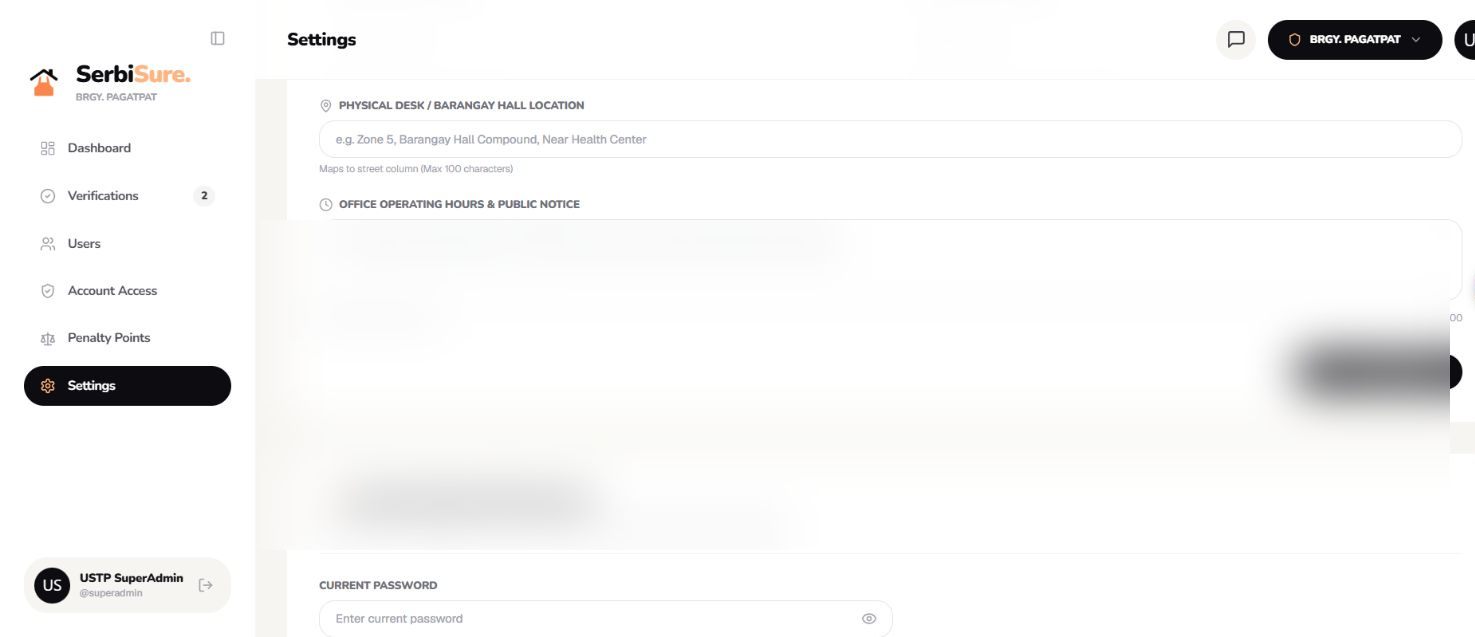 Settings
BRGY. PAGATPAT
U
SerbiSure.
BRGY. PAGATPAT
Dashboard
Verifications 2
Users
Account Access
Penalty Points
Settings
US
USTP SuperAdmin
@superadmin
PHYSICAL DESK / BARANGAY HALL LOCATION
e.g. Zone 5, Barangay Hall Compound, Near Health Center
Maps to street column (Max 100 characters)
OFFICE OPERATING HOURS & PUBLIC NOTICE
00
CURRENT PASSWORD
Enter current password